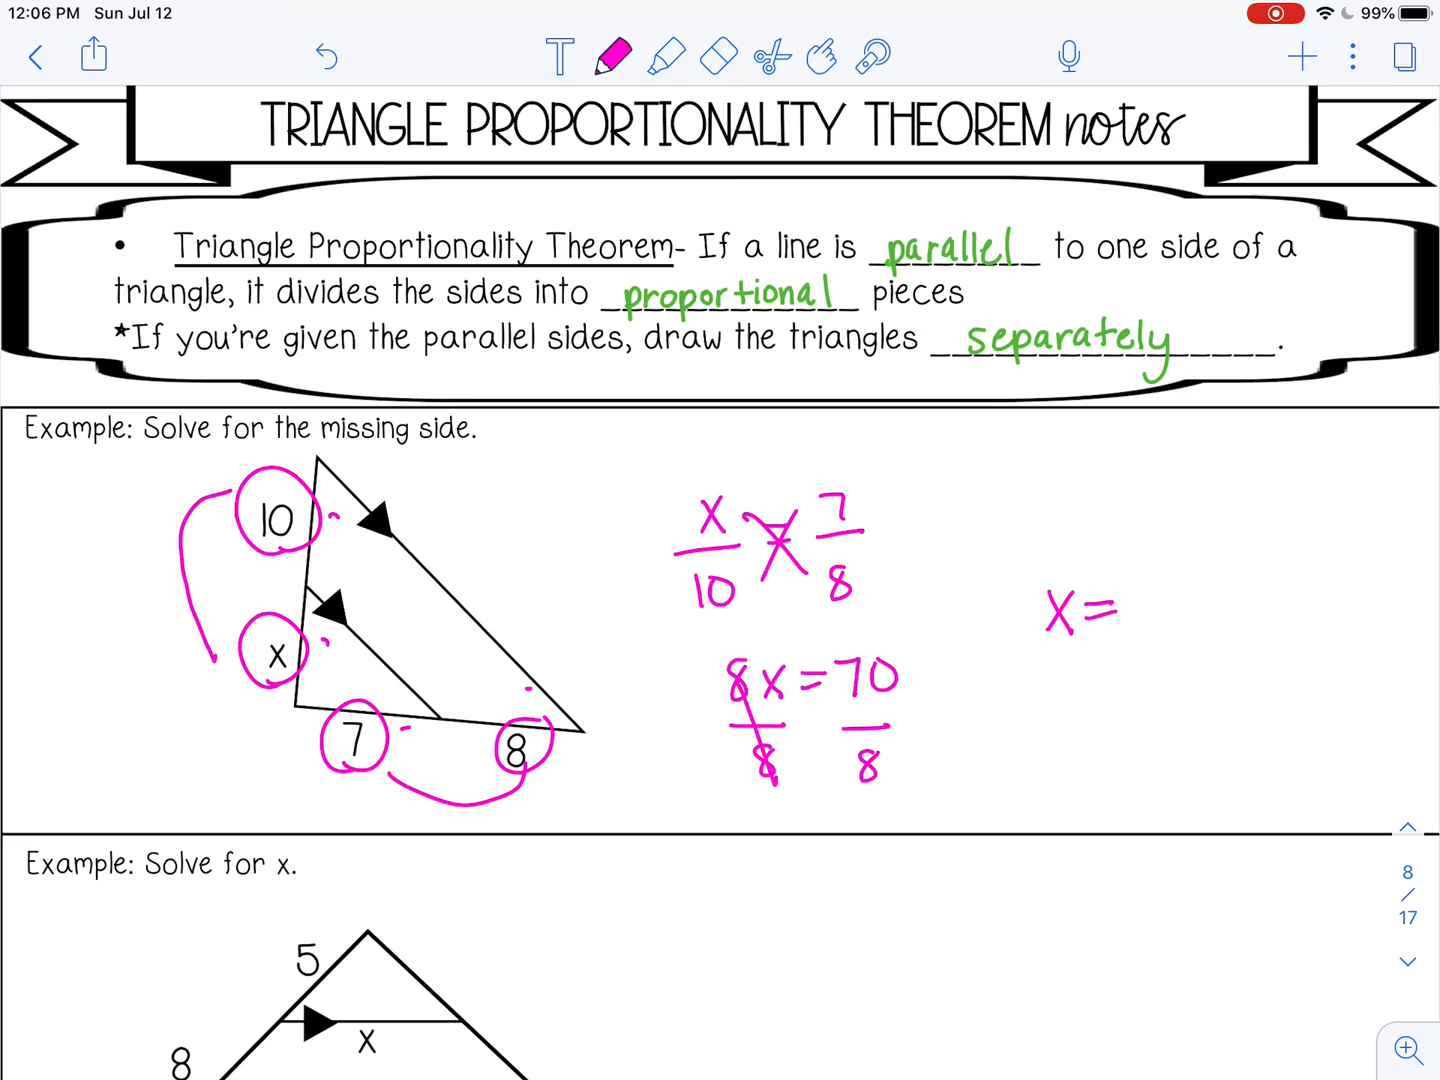 12:06 PM Sun Jul 12
99%
TRIANGLE PROPORTIONALITY THEOREM notes
• Triangle Proportionality Theorem- If a line is parallel to one side of a
triangle, it divides the sides into proportional pieces
*If you're given the parallel sides, draw the triangles separately.
Example: Solve for the missing side.
10
x
7
8
x 7
10 8
8x = 70
8 8
x =
Example: Solve for x.
5
x
8
8
/
17